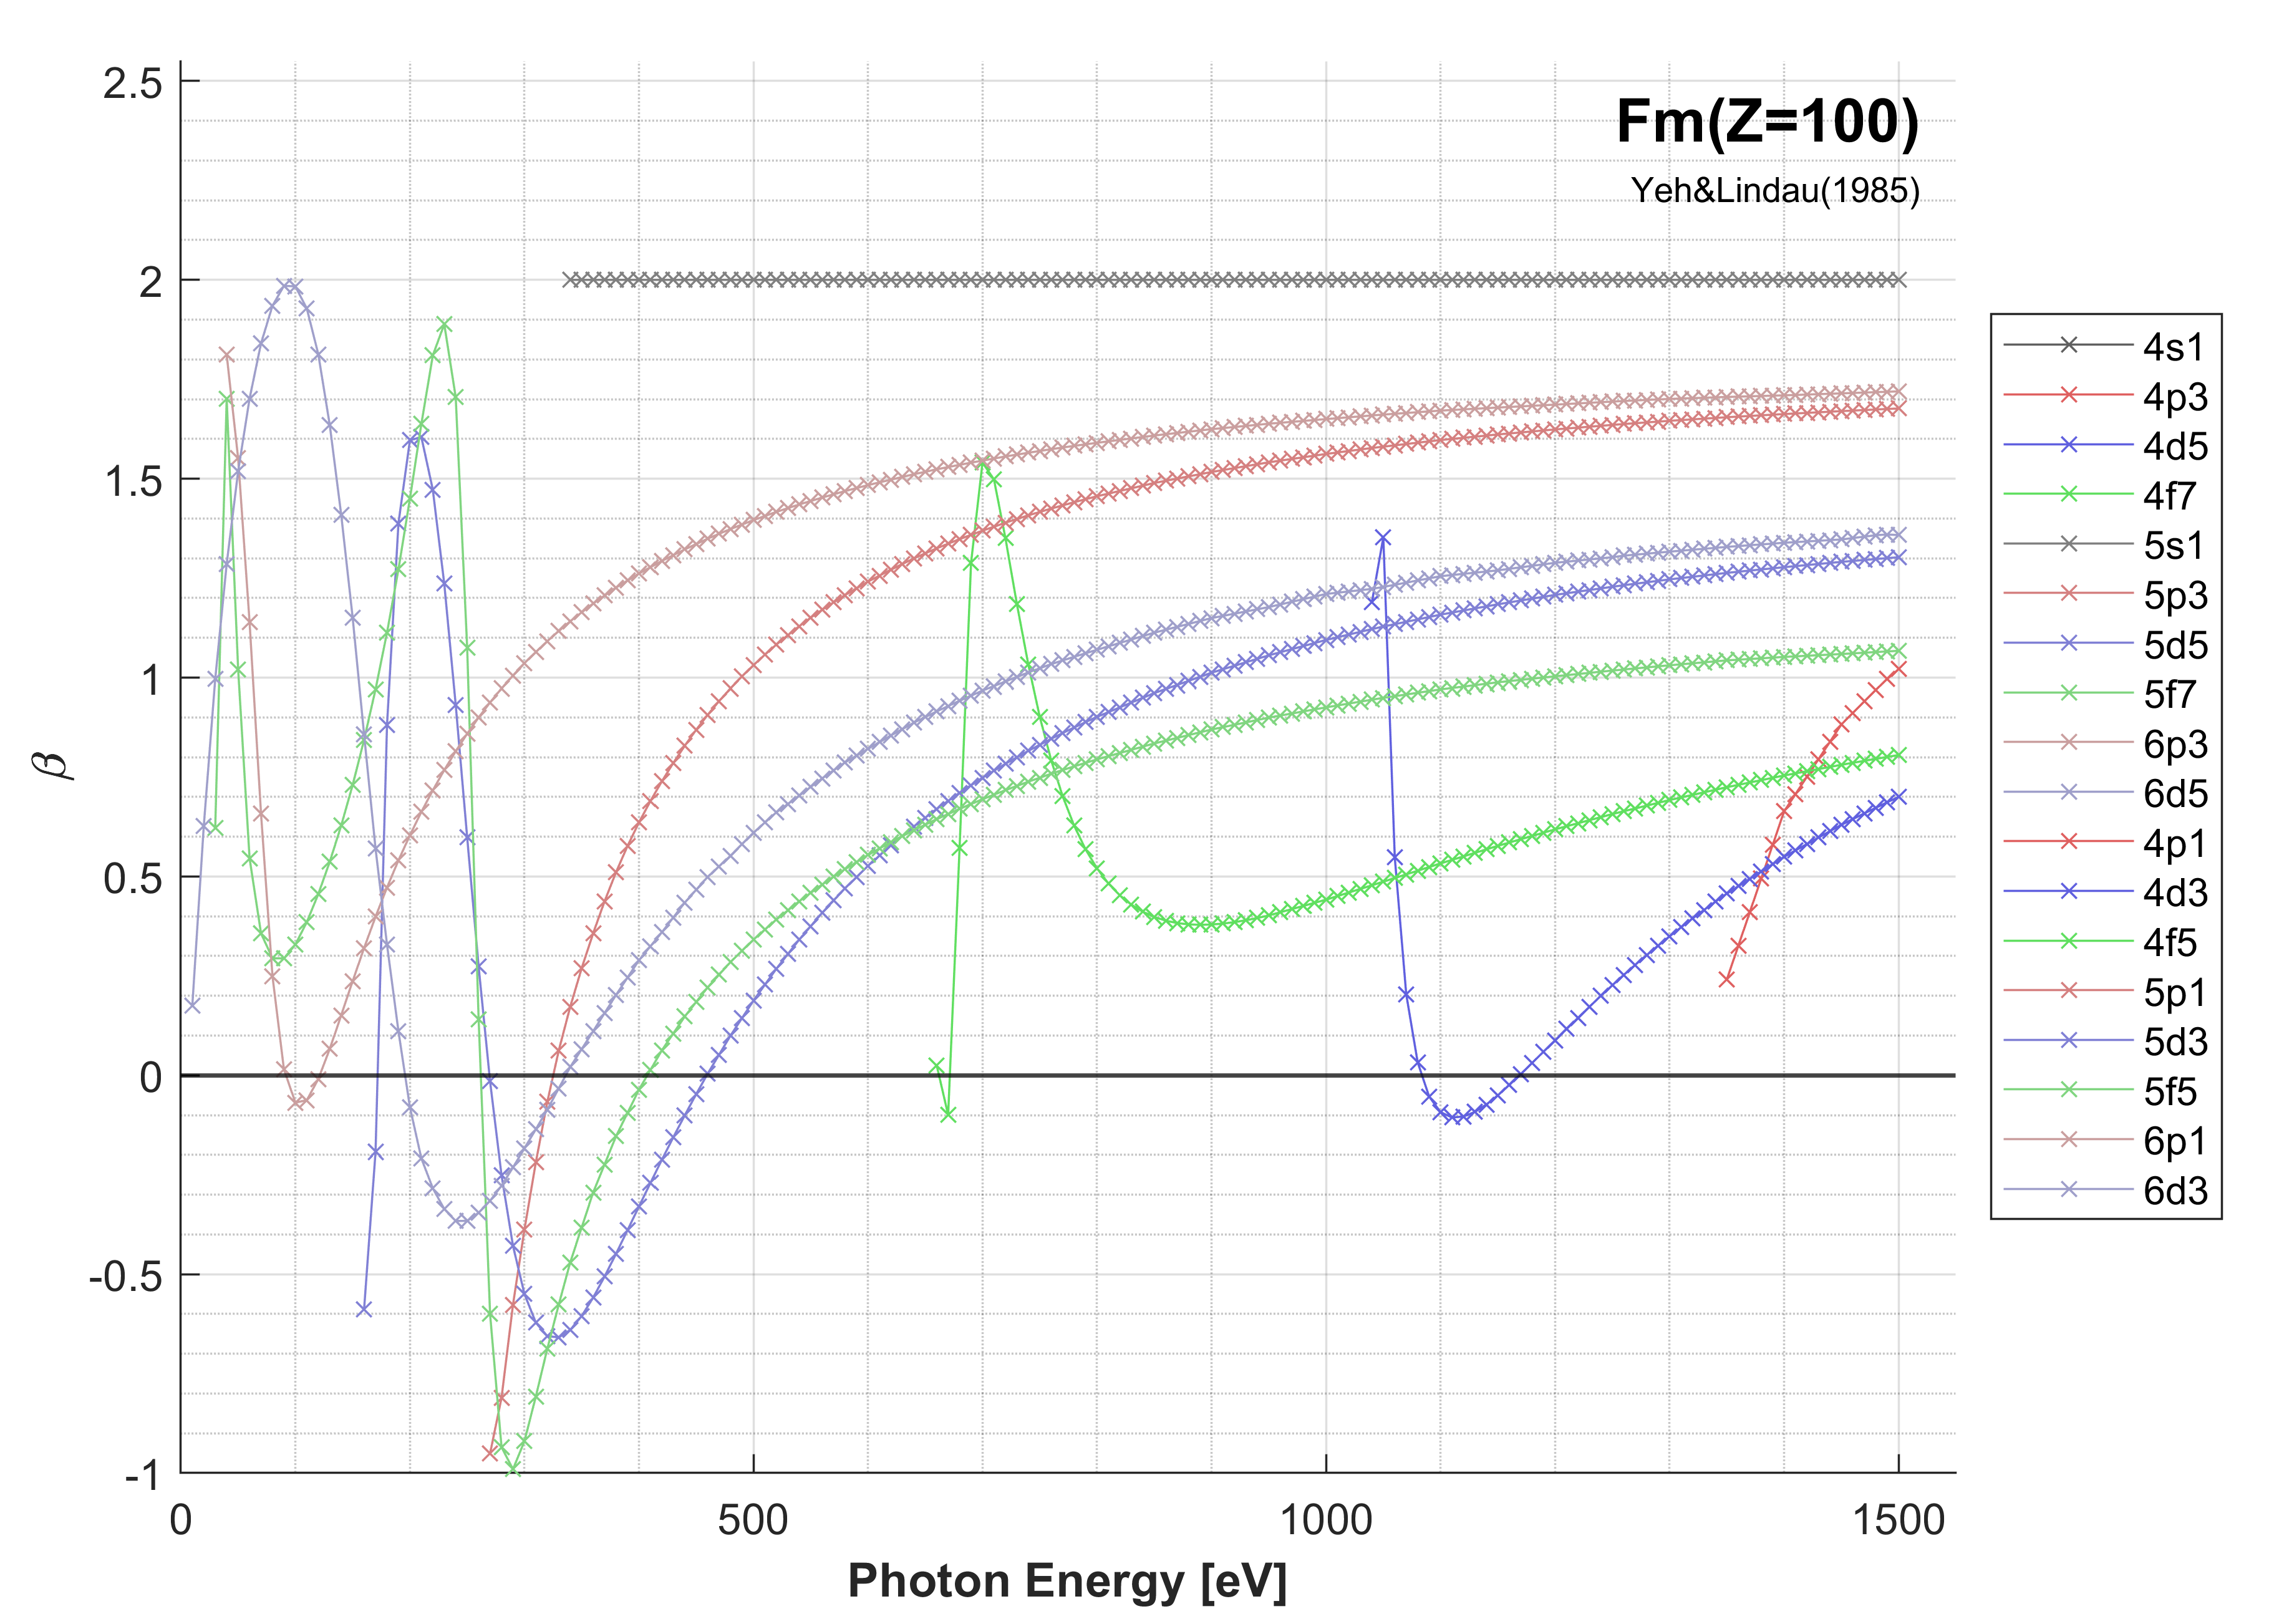 Fm(Z=100)
Yeh&Lindau(1985)
2.5
2
1.5
1
0.5
0
-0.5
-1
β
0 500 1000 1500
Photon Energy [eV]
4s1
4p3
4d5
4f7
5s1
5p3
5d5
5f7
6p3
6d5
4p1
4d3
4f5
5p1
5d3
5f5
6p1
6d3